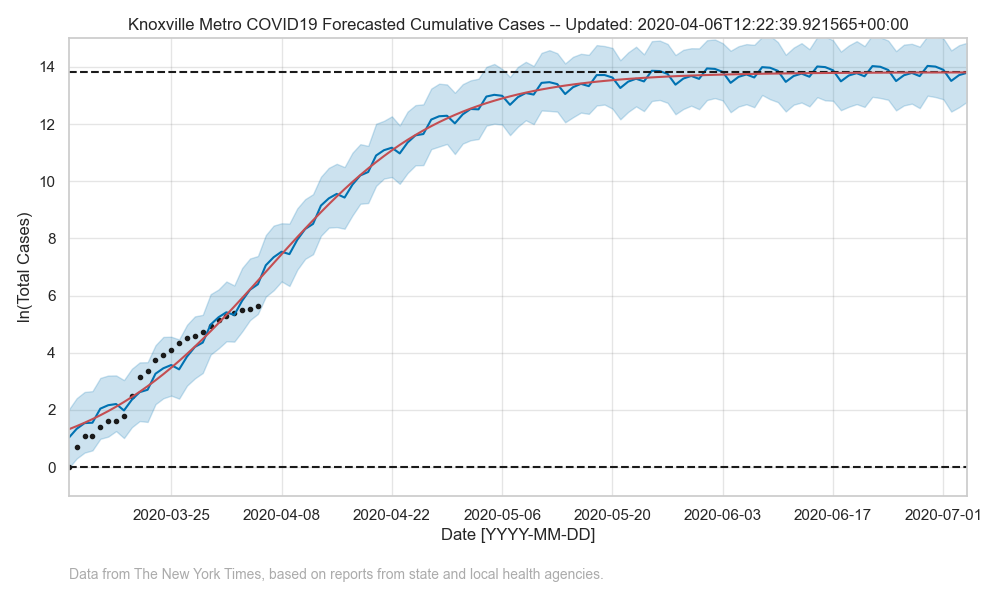 Knoxville Metro COVID19 Forecasted Cumulative Cases -- Updated: 2020-04-06T12:22:39.921565+00:00
14
12
10
8
6
4
2
0
ln(Total Cases)
2020-03-25 2020-04-08 2020-04-22 2020-05-06 2020-05-20 2020-06-03 2020-06-17 2020-07-01
Date [YYYY-MM-DD]
Data from The New York Times, based on reports from state and local health agencies.